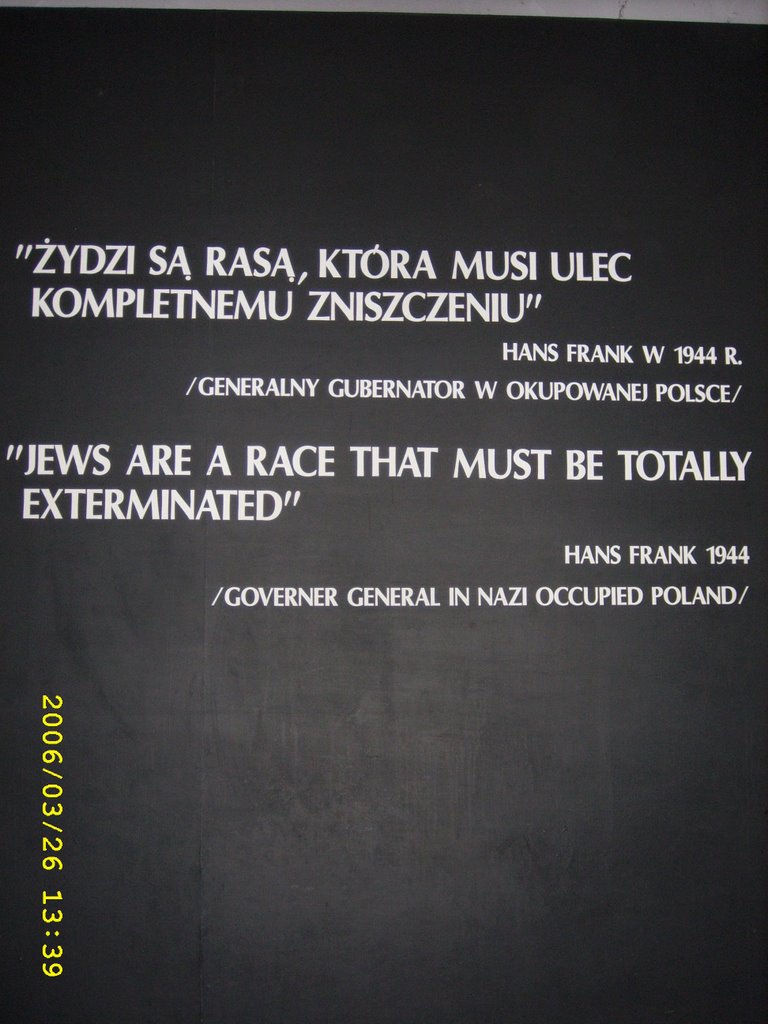 "ŻYDZI SĄ RASĄ, KTÓRA MUSI ULEC
KOMPLETNEMU ZNISZCZENIU"
HANS FRANK W 1944 R.
/GENERALNY GUBERNATOR W OKUPOWANEJ POLSCE/
"JEWS ARE A RACE THAT MUST BE TOTALLY
EXTERMINATED"
HANS FRANK 1944
/GOVERNER GENERAL IN NAZI OCCUPIED POLAND/
2006/03/26 13:39